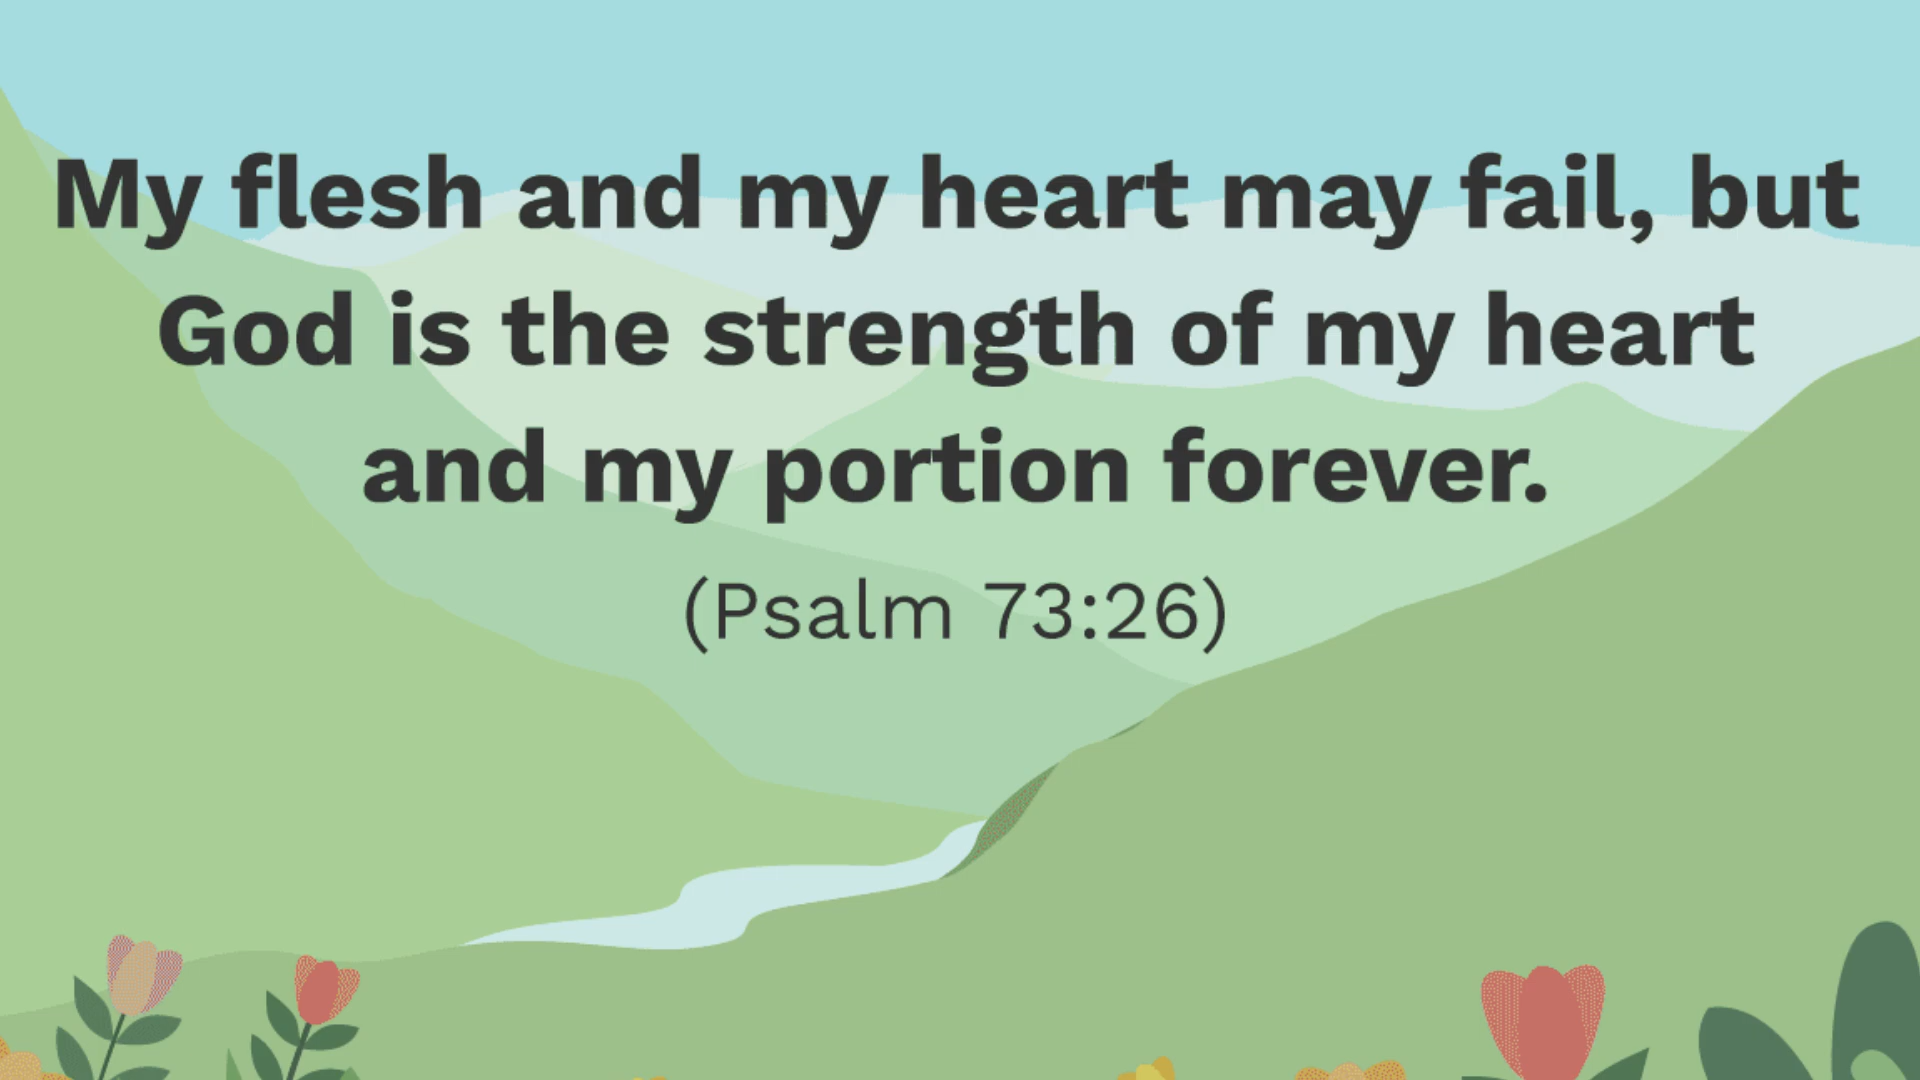 My flesh and my heart may fail, but
God is the strength of my heart
and my portion forever.
(Psalm 73:26)